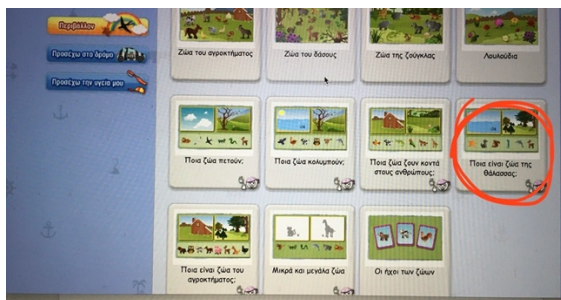 Περιβάλλον
Προσέχω στο δρόμο
Προσέχω την υγεία μου
Ζώα του αγροκτήματος
Ζώα του δάσους
Ζώα της ζούγκλας
Λουλούδια
Ποια ζώα πετούν;
Ποια ζώα κολυμπούν;
Ποια ζώα ζουν κοντά
στους ανθρώπους;
Ποια είναι ζώα της
θάλασσας;
Ποια είναι ζώα του
αγροκτήματος;
Μικρά και μεγάλα ζώα
Οι ήχοι των ζώων